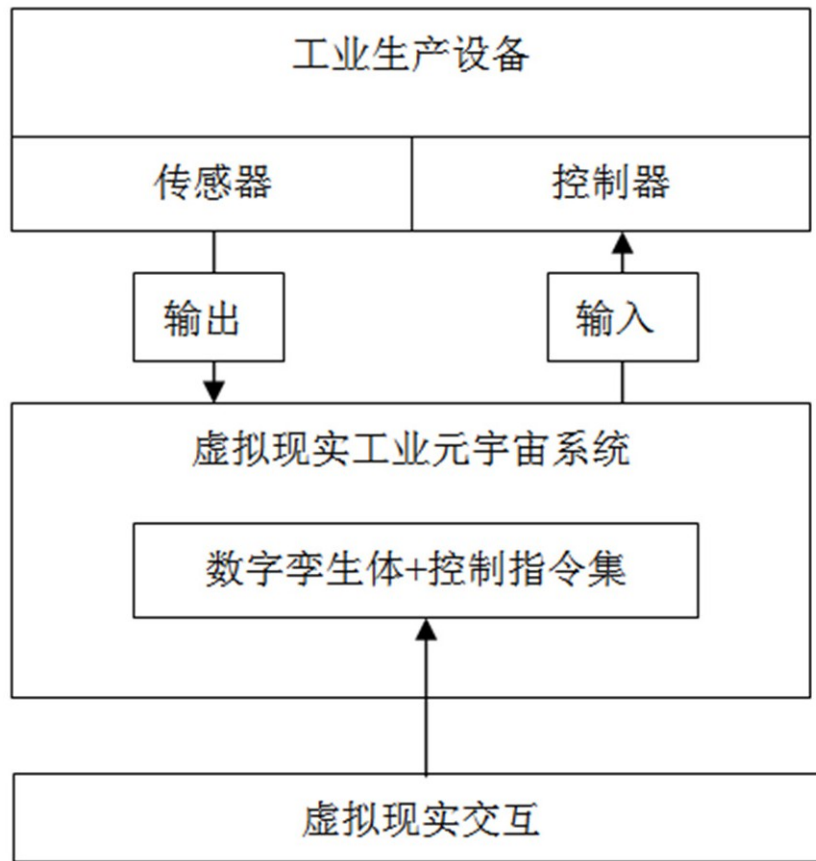 工业生产设备
传感器
控制器
输出
输入
虚拟现实工业元宇宙系统
数字孪生体+控制指令集
虚拟现实交互